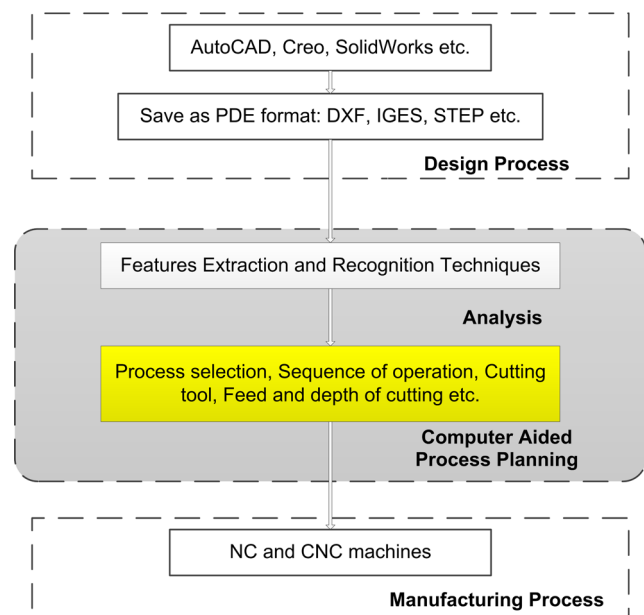 AutoCAD, Creo, SolidWorks etc.
Save as PDE format: DXF, IGES, STEP etc.
Design Process
Features Extraction and Recognition Techniques
Analysis
Process selection, Sequence of operation, Cutting
tool, Feed and depth of cutting etc.
Computer Aided
Process Planning
NC and CNC machines
Manufacturing Process